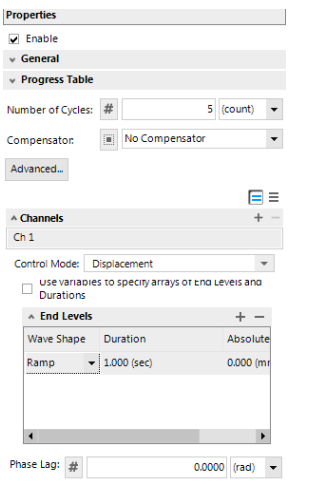 Properties
Enable
General
Progress Table
Number of Cycles: # 5 (count)
Compensator: No Compensator
Advanced...
Channels + −
Ch 1
Control Mode: Displacement
Use variables to specify arrays of End Levels and
Durations
End Levels + −
Wave Shape Duration Absolute
Ramp 1.000 (sec) 0.000 (mr
Phase Lag: # 0.0000 (rad)